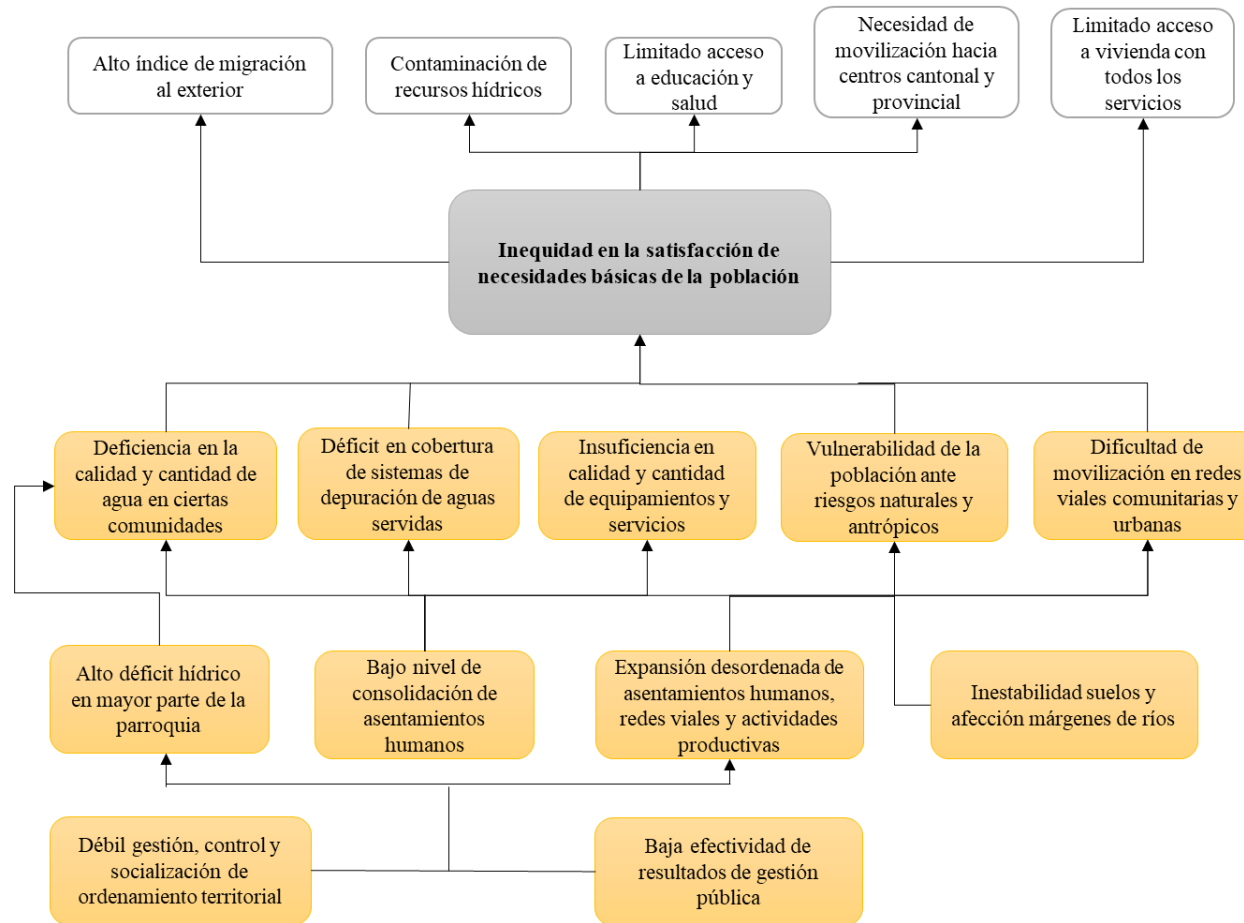 Alto índice de migración
al exterior
Contaminación de
recursos hídricos
Limitado acceso
a educación y
salud
Necesidad de
movilización hacia
centros cantonal y
provincial
Limitado acceso
a vivienda con
todos los
servicios
Inequidad en la satisfacción de
necesidades básicas de la población
Deficiencia en la
calidad y cantidad de
agua en ciertas
comunidades
Déficit en cobertura
de sistemas de
depuración de aguas
servidas
Insuficiencia en
calidad y cantidad
de equipamientos y
servicios
Vulnerabilidad de la
población ante
riesgos naturales y
antrópicos
Dificultad de
movilización en redes
viales comunitarias y
urbanas
Alto déficit hídrico
en mayor parte de la
parroquia
Bajo nivel de
consolidación de
asentamientos
humanos
Expansión desordenada de
asentamientos humanos,
redes viales y actividades
productivas
Inestabilidad suelos y
afección márgenes de ríos
Débil gestión, control y
socialización de
ordenamiento territorial
Baja efectividad de
resultados de gestión
pública